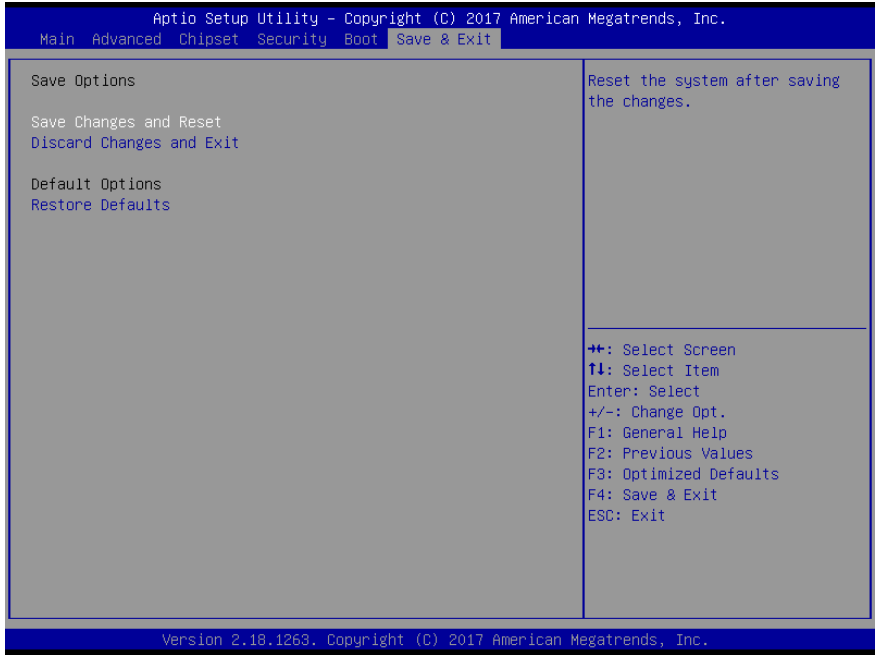 Aptio Setup Utility – Copyright (C) 2017 American Megatrends, Inc.
Main Advanced Chipset Security Boot Save & Exit
Save Options
Save Changes and Reset
Discard Changes and Exit
Default Options
Restore Defaults
Reset the system after saving
the changes.
→←: Select Screen
↑↓: Select Item
Enter: Select
+/-: Change Opt.
F1: General Help
F2: Previous Values
F3: Optimized Defaults
F4: Save & Exit
ESC: Exit
Version 2.18.1263. Copyright (C) 2017 American Megatrends, Inc.